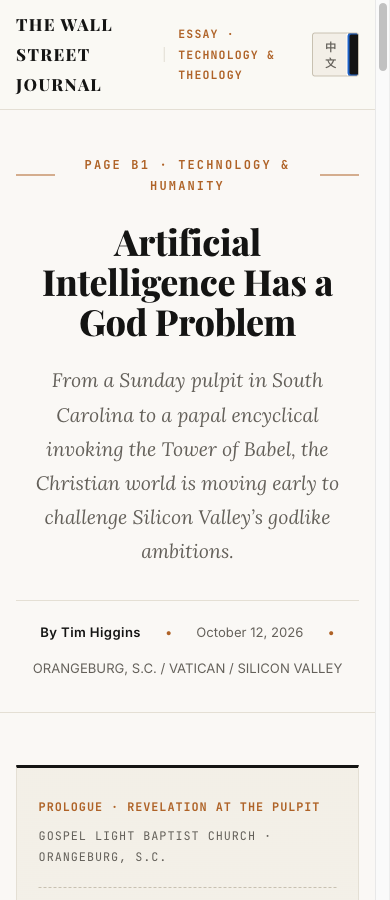 THE WALL
STREET
JOURNAL
ESSAY ·
TECHNOLOGY &
THEOLOGY
中
文
PAGE B1 · TECHNOLOGY &
HUMANITY
Artificial
Intelligence Has a
God Problem
From a Sunday pulpit in South
Carolina to a papal encyclical
invoking the Tower of Babel, the
Christian world is moving early to
challenge Silicon Valley’s godlike
ambitions.
By Tim Higgins • October 12, 2026 •
ORANGEBURG, S.C. / VATICAN / SILICON VALLEY
PROLOGUE · REVELATION AT THE PULPIT
GOSPEL LIGHT BAPTIST CHURCH ·
ORANGEBURG, S.C.